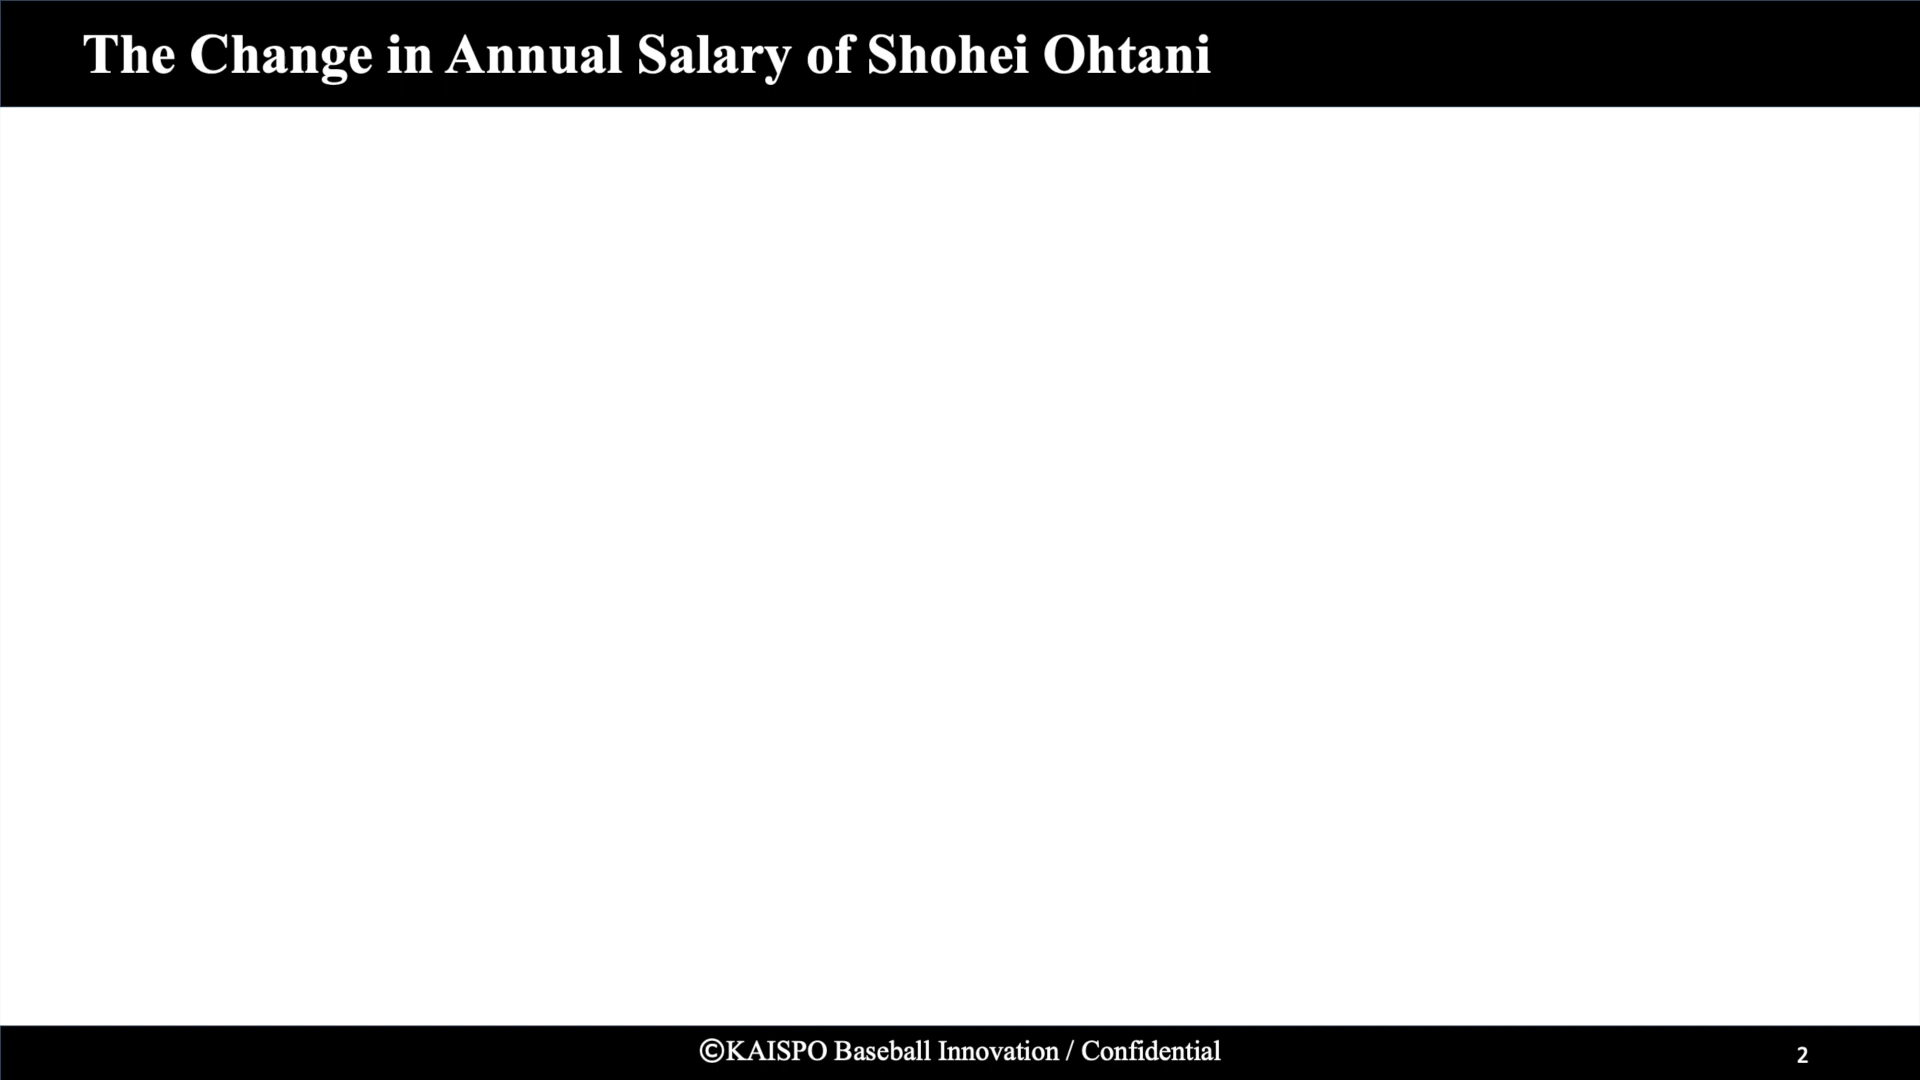 The Change in Annual Salary of Shohei Ohtani
©KAISPO Baseball Innovation / Confidential
2